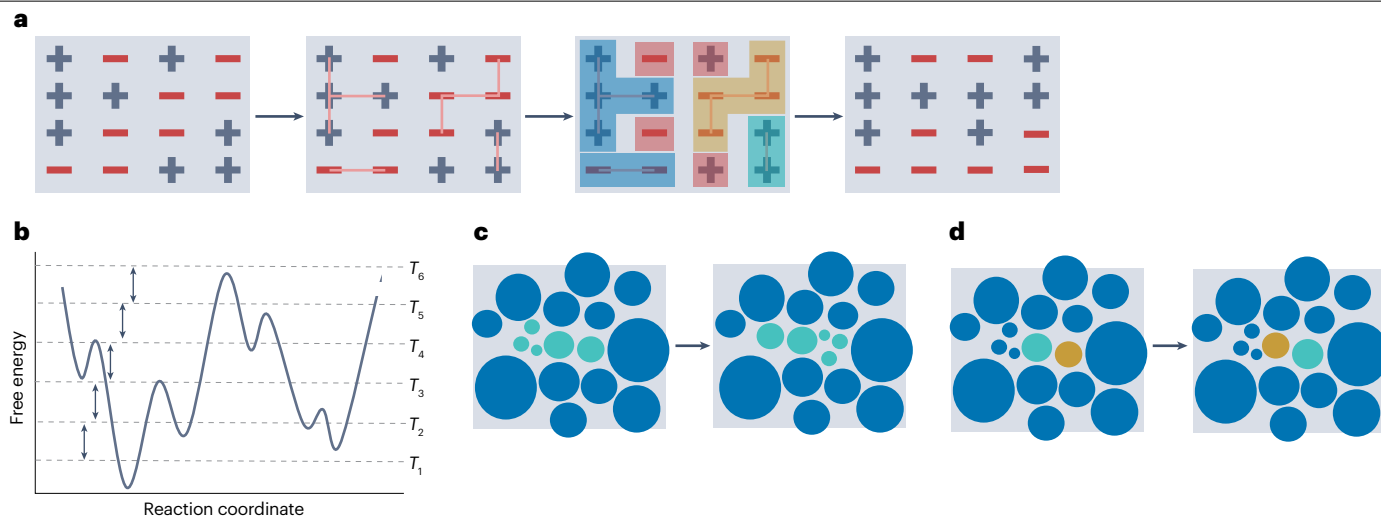 a
b
c
d
T6
T5
T4
T3
T2
T1
Free energy
Reaction coordinate